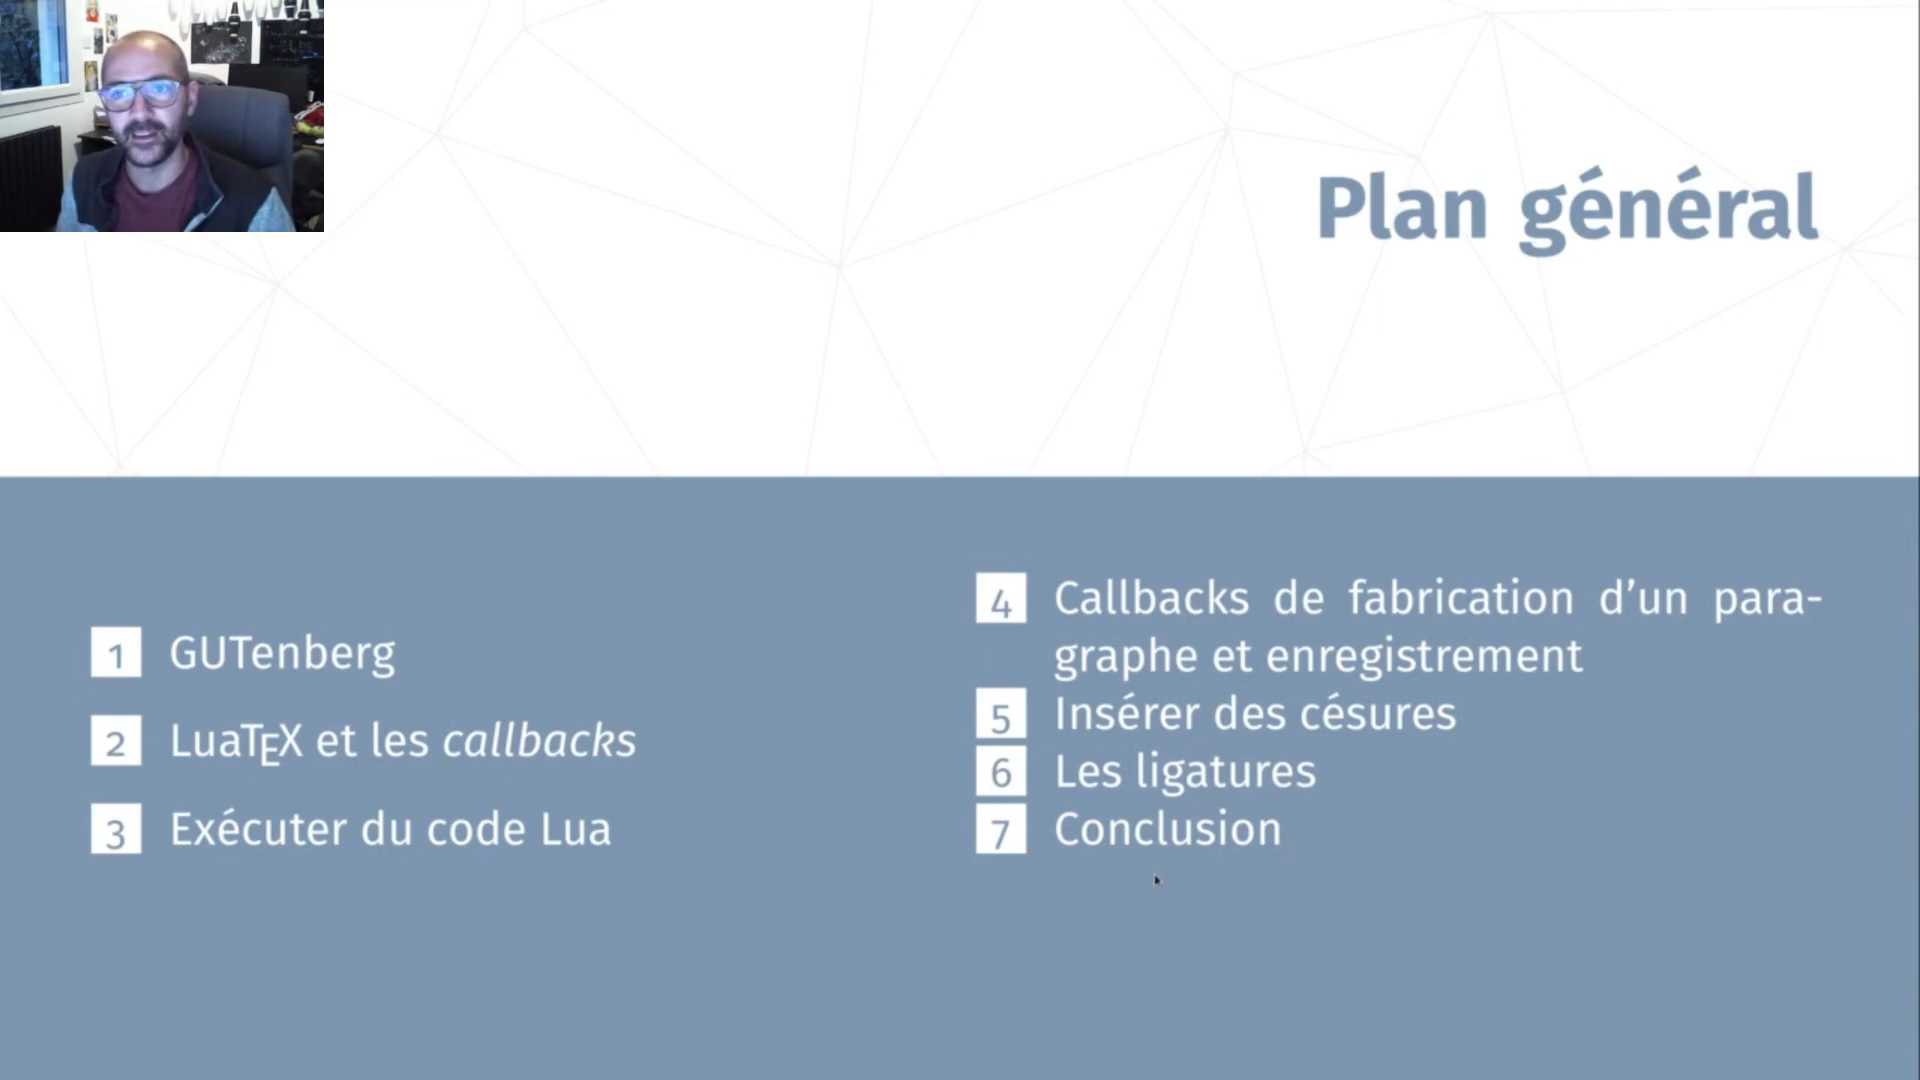 Plan général
1 GUTenberg
2 LuaTEX et les callbacks
3 Exécuter du code Lua
4 Callbacks de fabrication d’un para-
graphe et enregistrement
5 Insérer des césures
6 Les ligatures
7 Conclusion